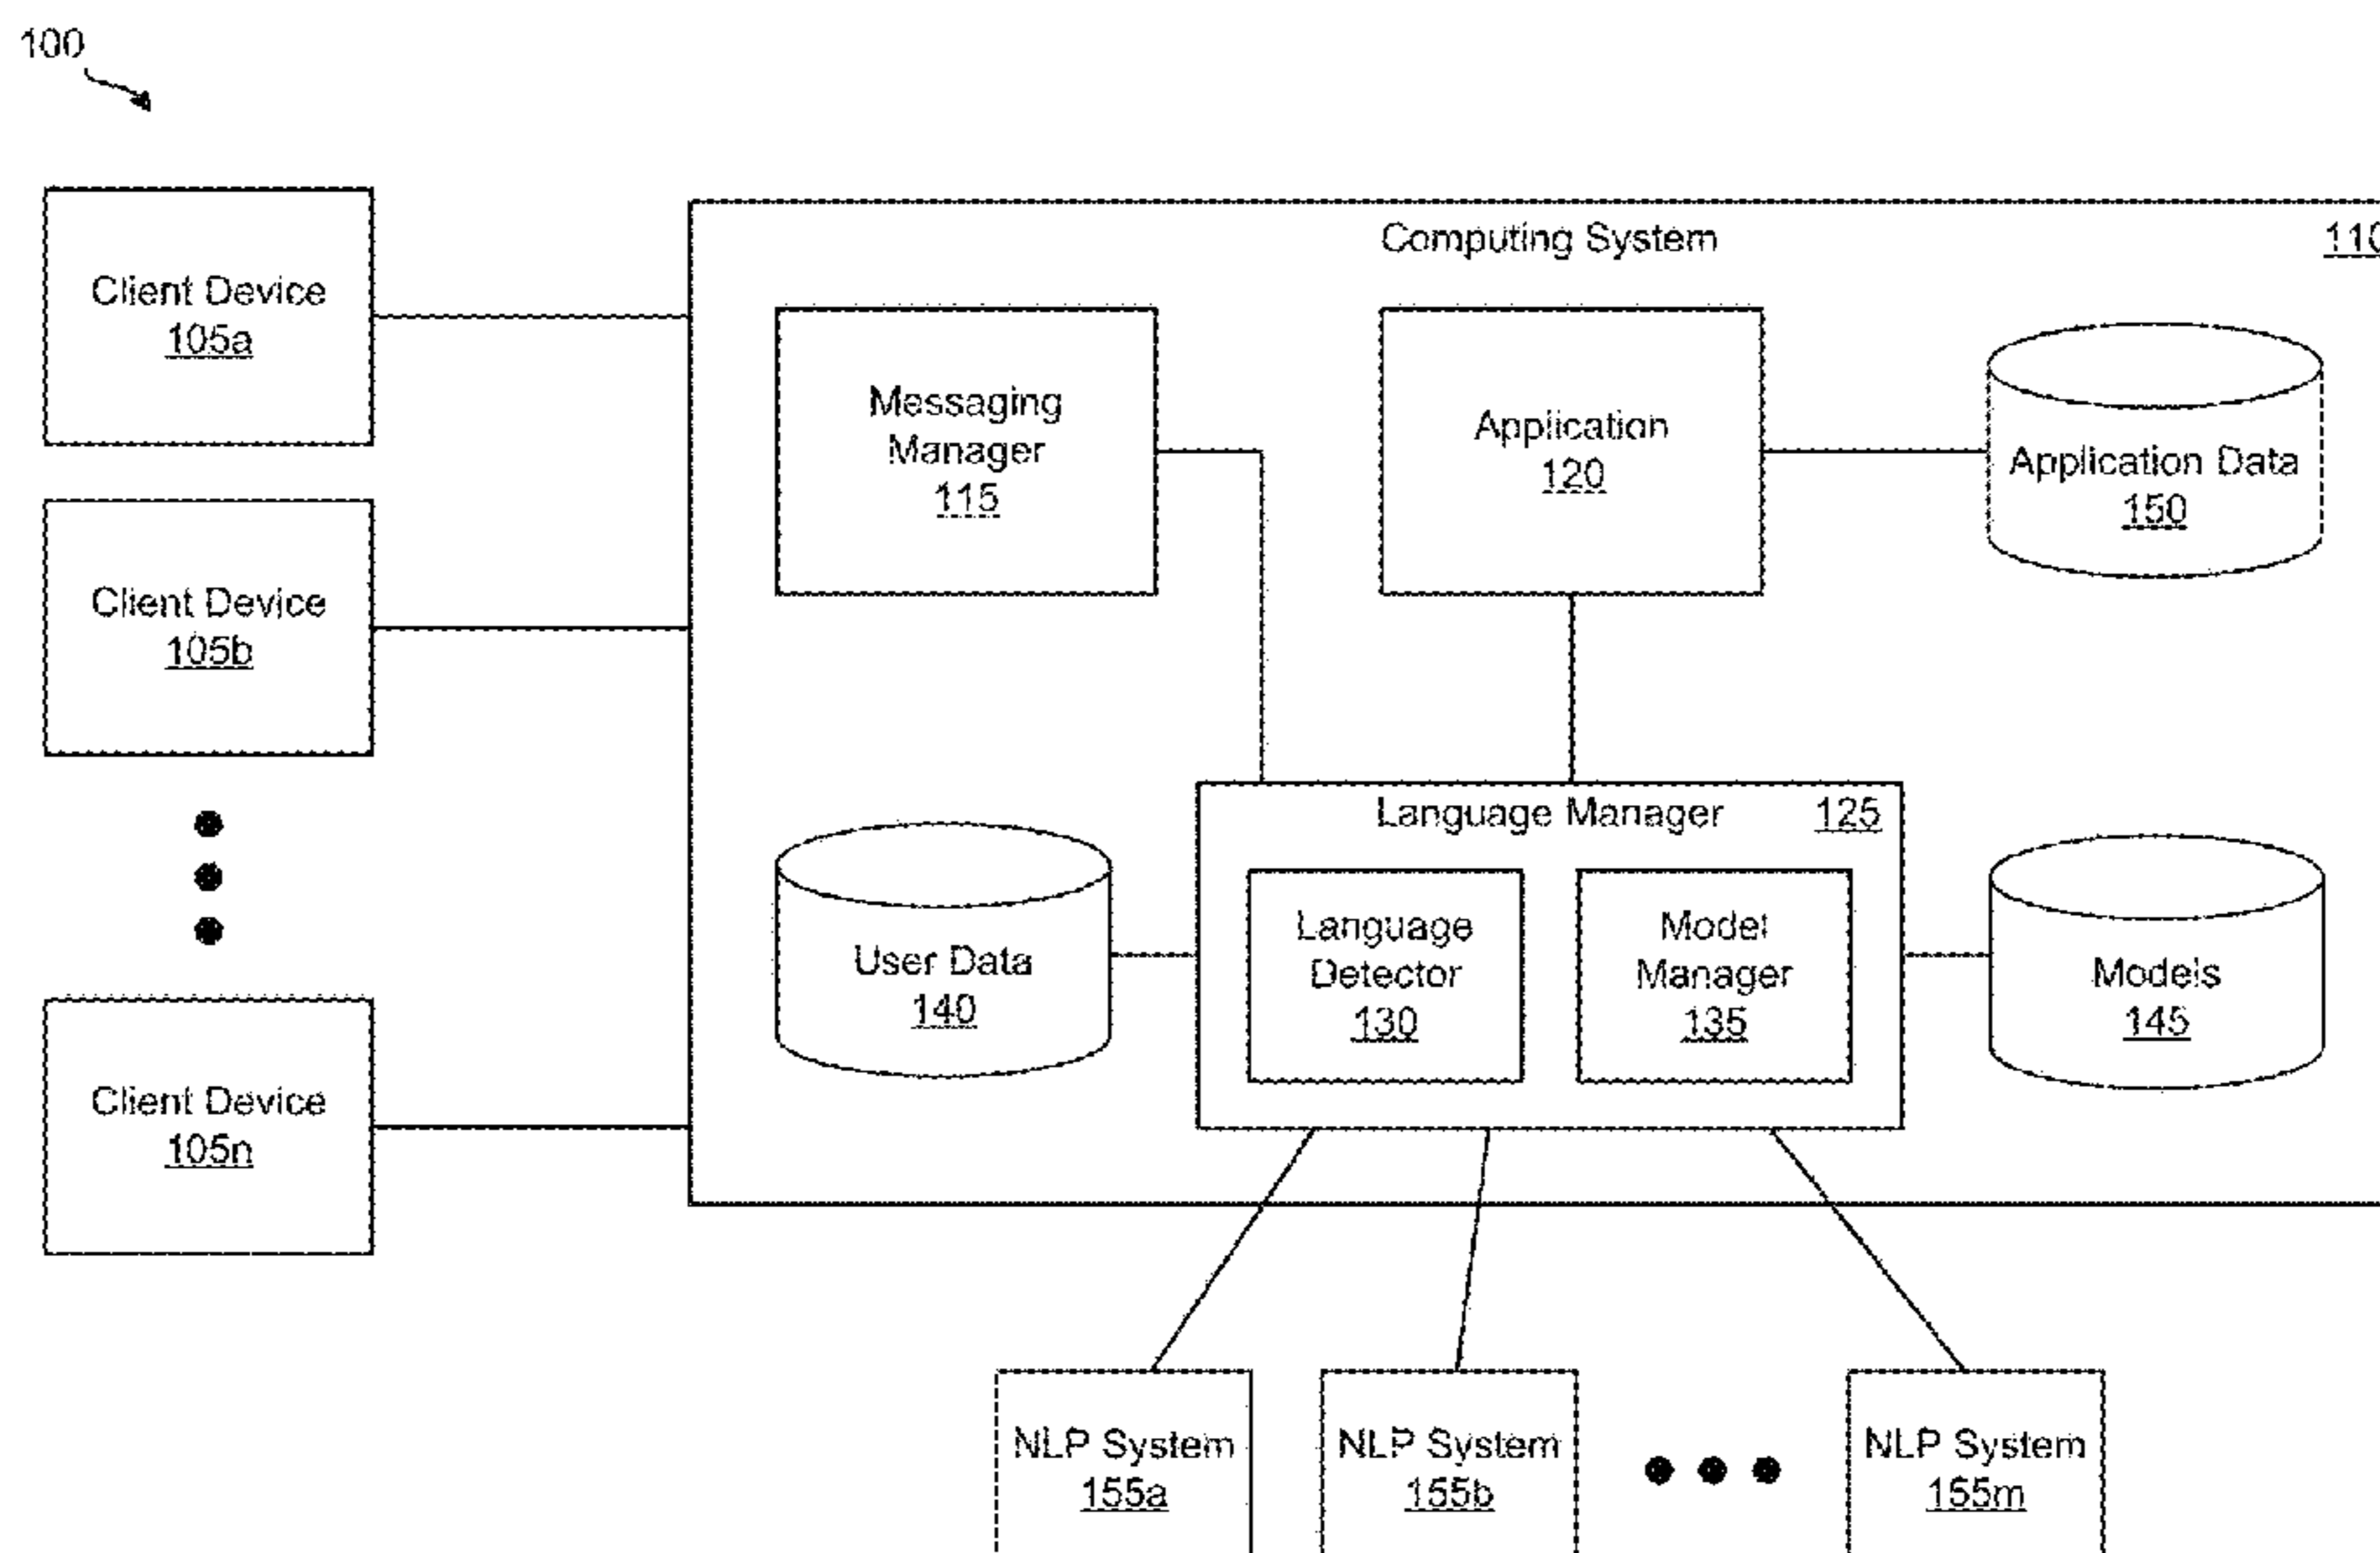 100
Computing System
110
Client Device
105a
Messaging
Manager
115
Application
120
Application Data
150
Client Device
105b
Language Manager
125
User Data
140
Language
Detector
130
Model
Manager
135
Models
145
Client Device
105n
NLP System
155a
NLP System
155b
NLP System
155m